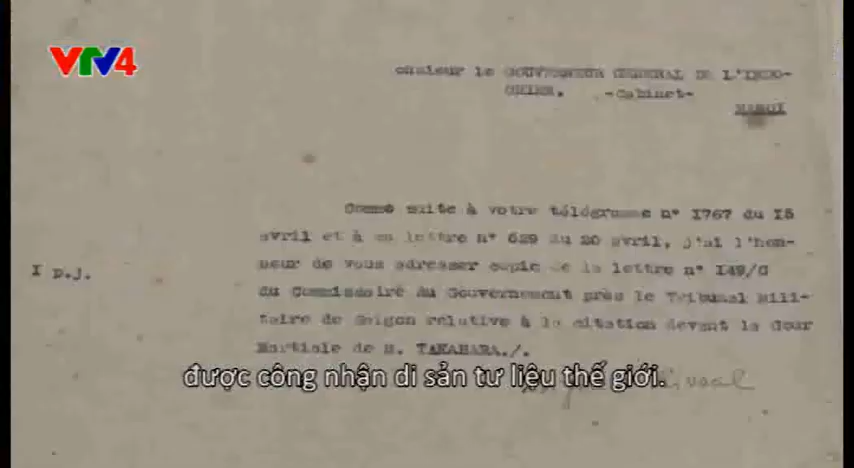 VTV4
Monsieur le GOUVERNEUR GENERAL DE L'INDO-
CHINE. -Cabinet-
HANOI
Comme suite à votre télégramme n° 1767 du 15
avril et à ma lettre n° 629 du 20 avril, j'ai l'hon-
neur de vous adresser copie de la lettre n° 149/C
I p.j.
du Commissaire du Gouvernement près le Tribunal Mili-
taire de Saigon relative à la citation devant la Cour
Martiale de M. TAKAHARA./.
được công nhận di sản tư liệu thế giới.